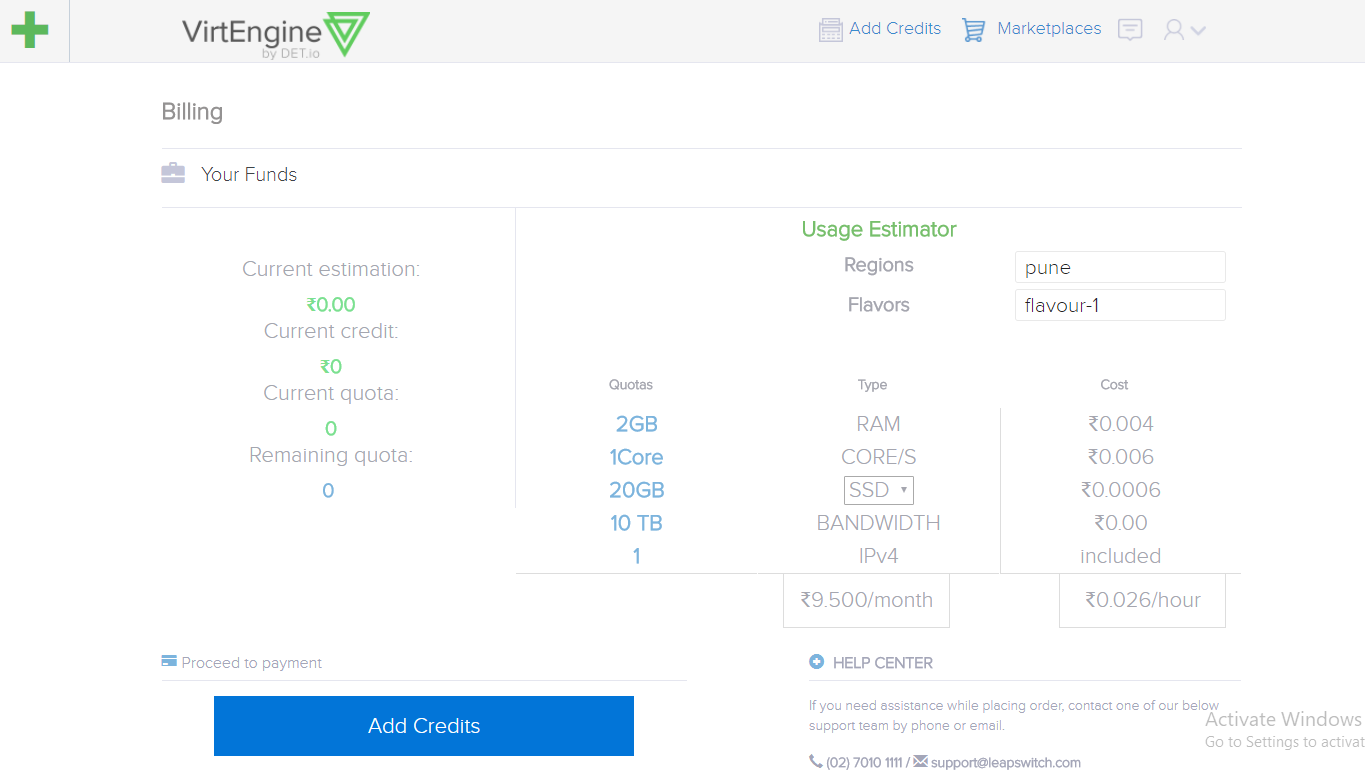 VirtEngine
by DET.io
Add Credits
Marketplaces
Billing
Your Funds
Current estimation:
₹0.00
Current credit:
₹0
Current quota:
0
Remaining quota:
0
Usage Estimator
Regions pune
Flavors flavour-1
Quotas Type Cost
2GB RAM ₹0.004
1Core CORE/S ₹0.006
20GB SSD ₹0.0006
10 TB BANDWIDTH ₹0.00
1 IPv4 included
₹9.500/month ₹0.026/hour
Proceed to payment
Add Credits
HELP CENTER
If you need assistance while placing order, contact one of our below
support team by phone or email.
(02) 7010 1111 / support@leapswitch.com
Activate Windows
Go to Settings to activat